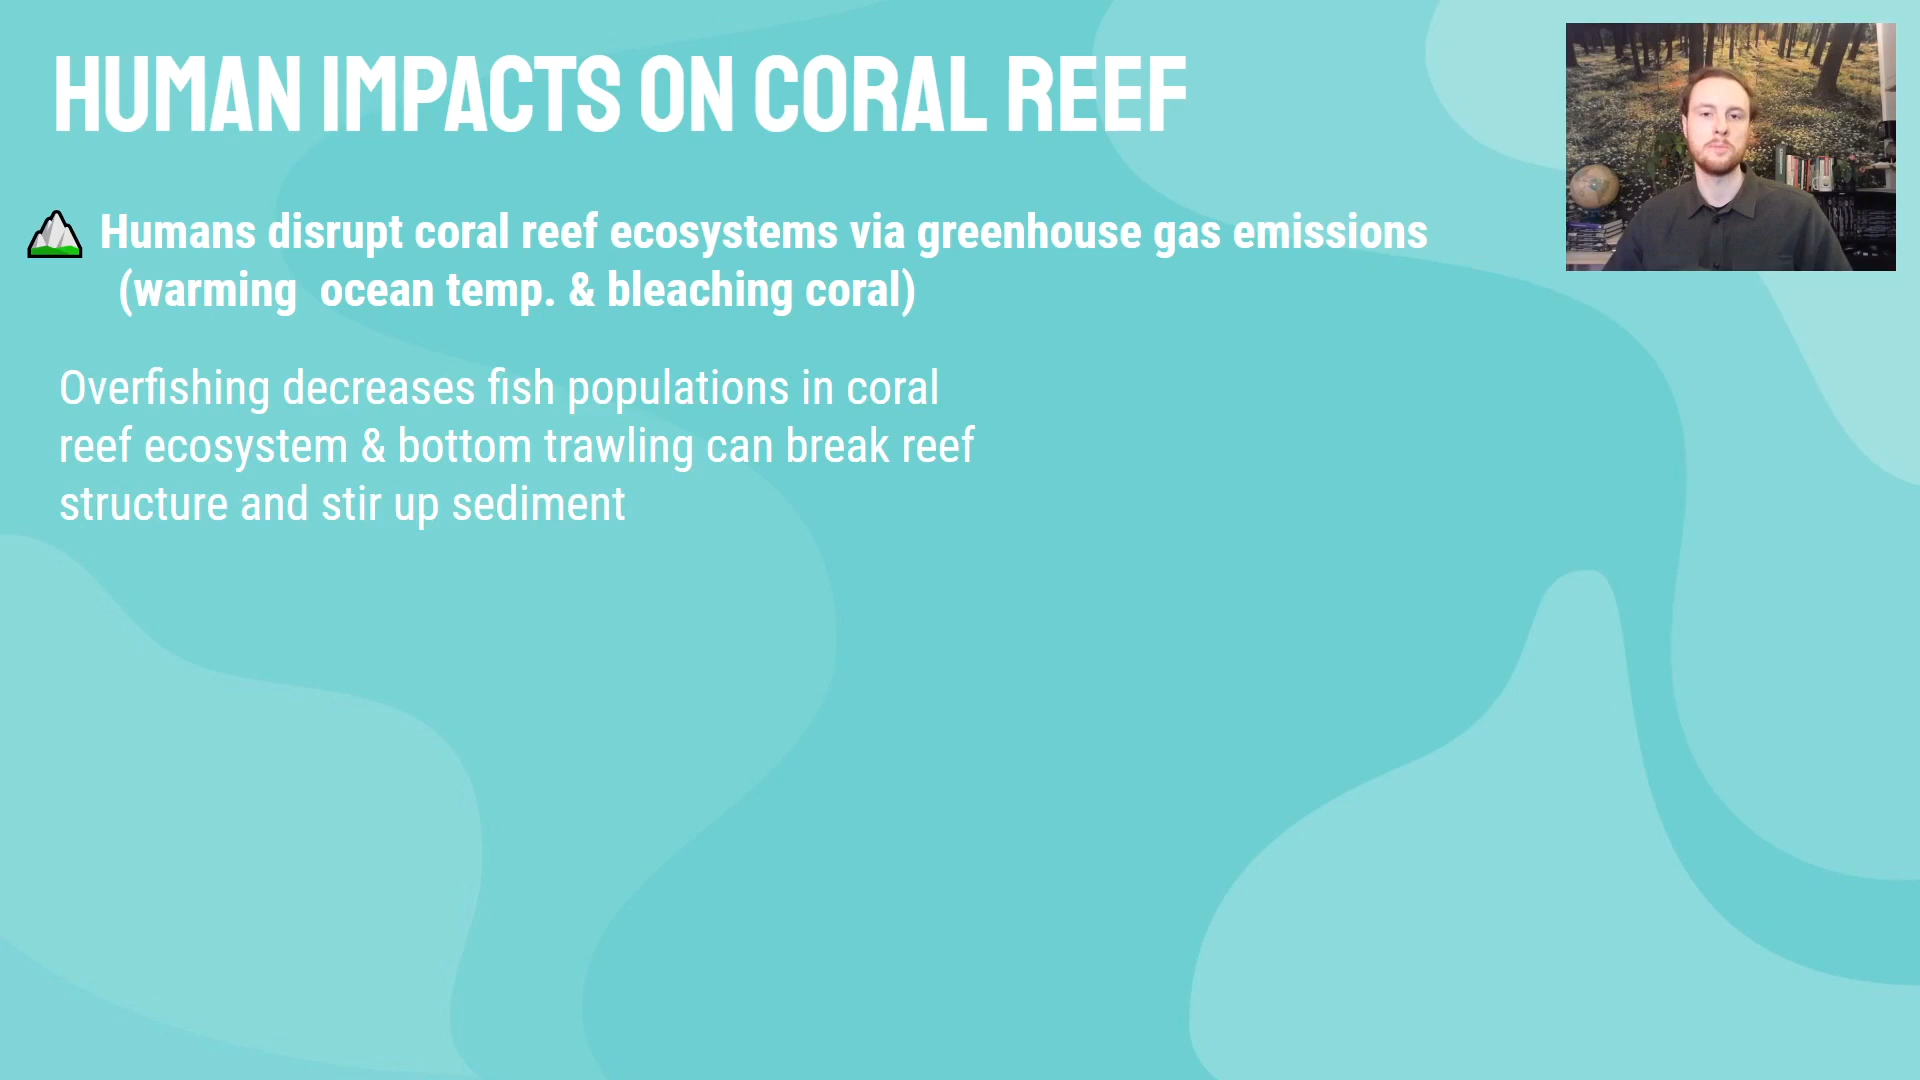 HUMAN IMPACTS ON CORAL REEF
Humans disrupt coral reef ecosystems via greenhouse gas emissions
(warming ocean temp. & bleaching coral)
Overfishing decreases fish populations in coral
reef ecosystem & bottom trawling can break reef
structure and stir up sediment